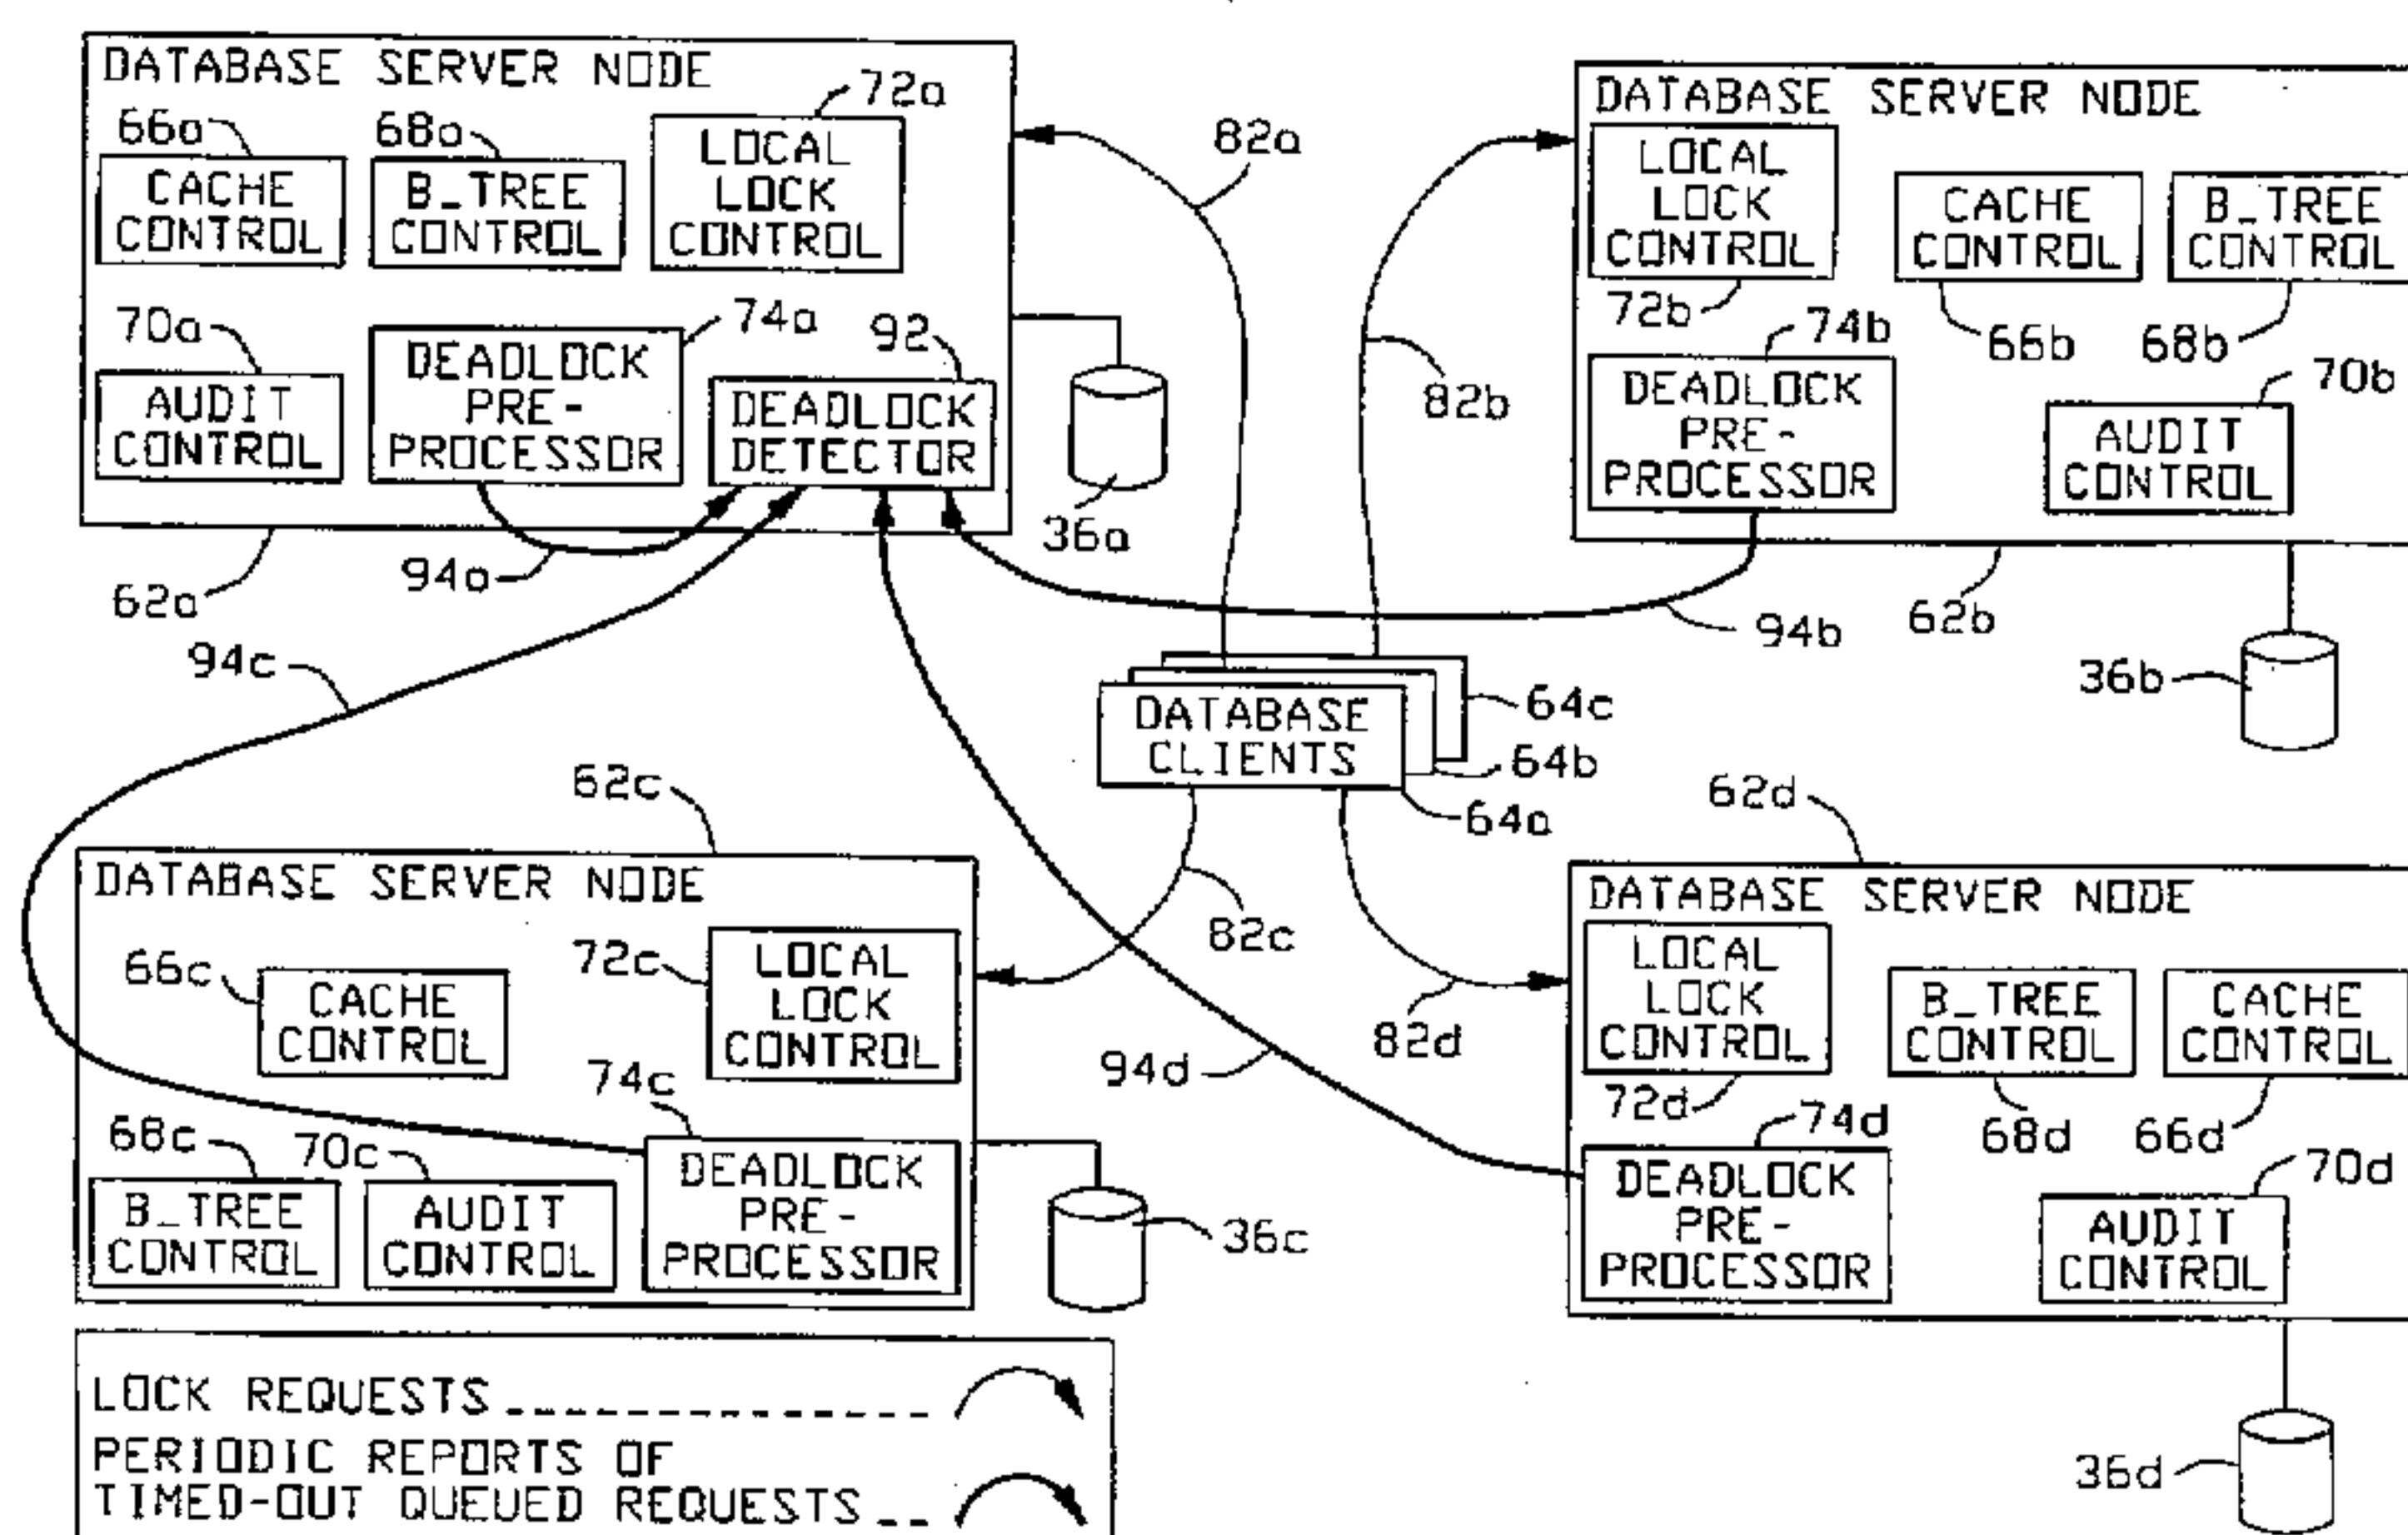 DATABASE SERVER NODE
72a
66a
68a
CACHE
CONTROL
B_TREE
CONTROL
LOCAL
LOCK
CONTROL
70a
74a
92
AUDIT
CONTROL
DEADLOCK
PRE-
PROCESSOR
DEADLOCK
DETECTOR
36a
94a
62a
82a
82b
DATABASE SERVER NODE
LOCAL
LOCK
CONTROL
CACHE
CONTROL
B_TREE
CONTROL
72b
74b
66b
68b
DEADLOCK
PRE-
PROCESSOR
70b
AUDIT
CONTROL
94b
62b
36b
94c
DATABASE
CLIENTS
64c
64b
64a
62c
DATABASE SERVER NODE
66c
72c
CACHE
CONTROL
LOCAL
LOCK
CONTROL
74c
68c
70c
B_TREE
CONTROL
AUDIT
CONTROL
DEADLOCK
PRE-
PROCESSOR
36c
82c
82d
94d
62d
DATABASE SERVER NODE
LOCAL
LOCK
CONTROL
B_TREE
CONTROL
CACHE
CONTROL
72d
74d
68d
66d
DEADLOCK
PRE-
PROCESSOR
70d
AUDIT
CONTROL
36d
LOCK REQUESTS
PERIODIC REPORTS OF
TIMED-OUT QUEUED REQUESTS